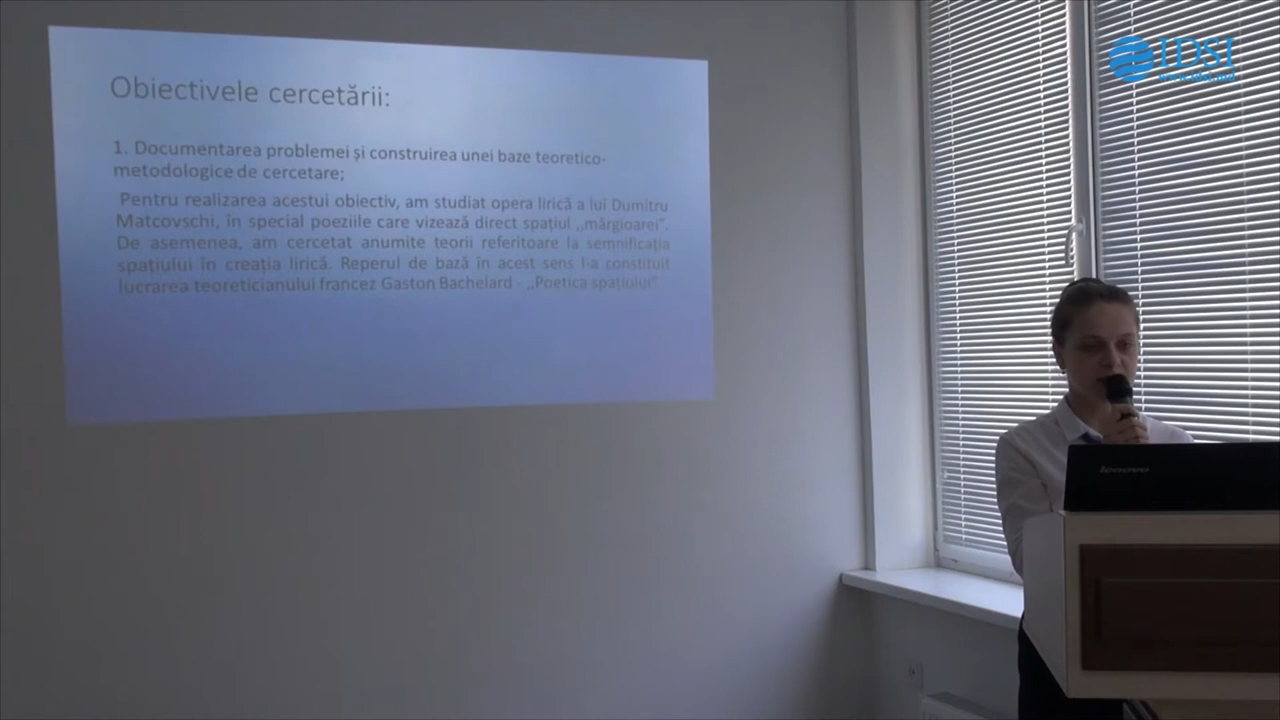 IDSI
www.idsi.md
Obiectivele cercetării:
1. Documentarea problemei și construirea unei baze teoretico-
metodologice de cercetare;
Pentru realizarea acestui obiectiv, am studiat opera lirică a lui Dumitru
Matcovschi, în special poeziile care vizează direct spațiul ,,mărgioarei”.
De asemenea, am cercetat anumite teorii referitoare la semnificația
spațiului în creația lirică. Reperul de bază în acest sens l-a constituit
lucrarea teoreticianului francez Gaston Bachelard - ,,Poetica spațiului”.
lenovo